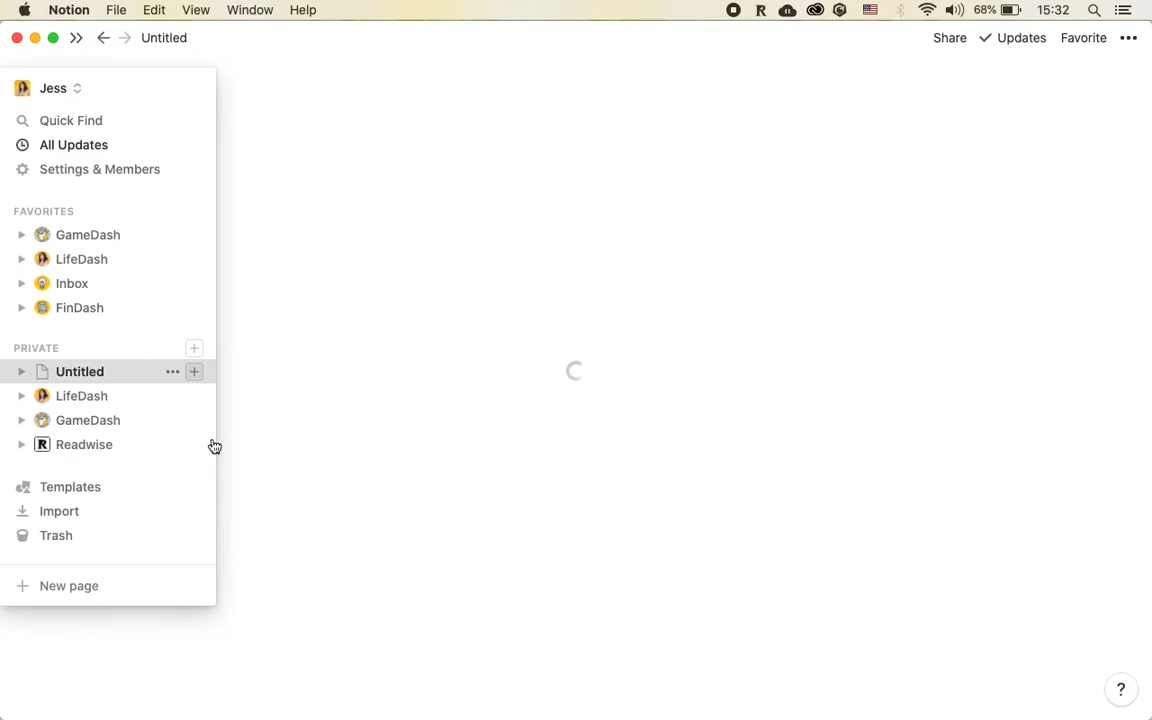 Notion File Edit View Window Help R 68% 15:32
Untitled Share Updates Favorite •••
Jess
Quick Find
All Updates
Settings & Members
FAVORITES
GameDash
LifeDash
Inbox
FinDash
PRIVATE +
Untitled ••• +
LifeDash
GameDash
R Readwise
Templates
Import
Trash
+ New page
?